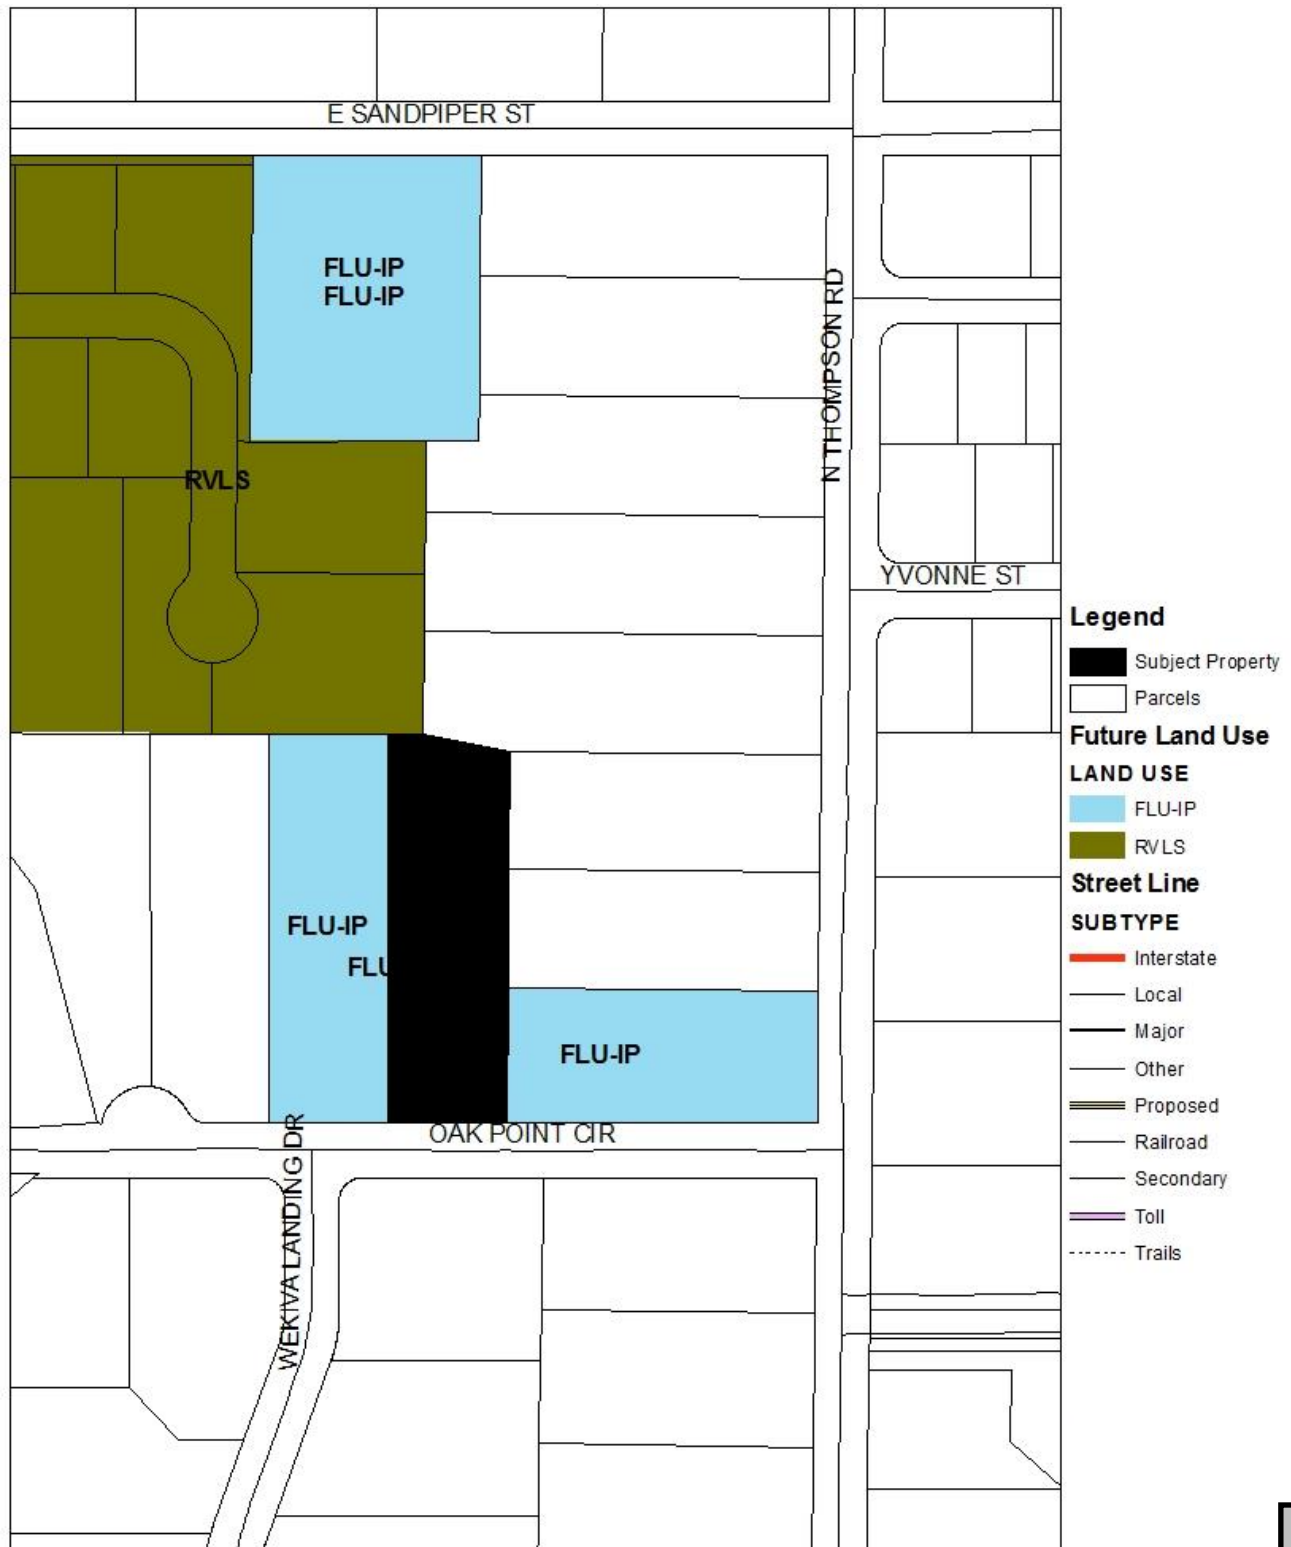 E SANDPIPER ST
FLU-IP
FLU-IP
N THOMPSON RD
RVLS
YVONNE ST
FLU-IP
FLU
FLU-IP
OAK POINT CIR
WEKIVA LANDING DR
Legend
Subject Property
Parcels
Future Land Use
LAND USE
FLU-IP
RVLS
Street Line
SUBTYPE
Interstate
Local
Major
Other
Proposed
Railroad
Secondary
Toll
Trails